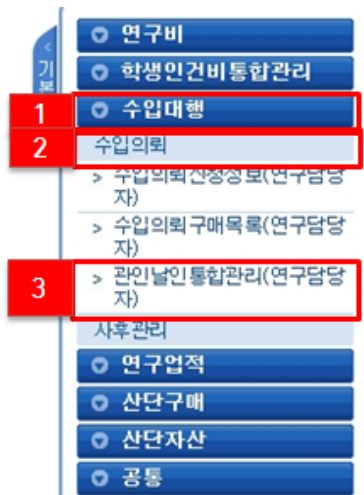 연구비
<
기
본
학생인건비통합관리
1 수입대행
2 수입의뢰
> 수입의뢰신청정보(연구담당
자)
> 수입의뢰구매목록(연구담당
자)
3 > 관인날인통합관리(연구담당
자)
사후관리
연구업적
산단구매
산단자산
공통